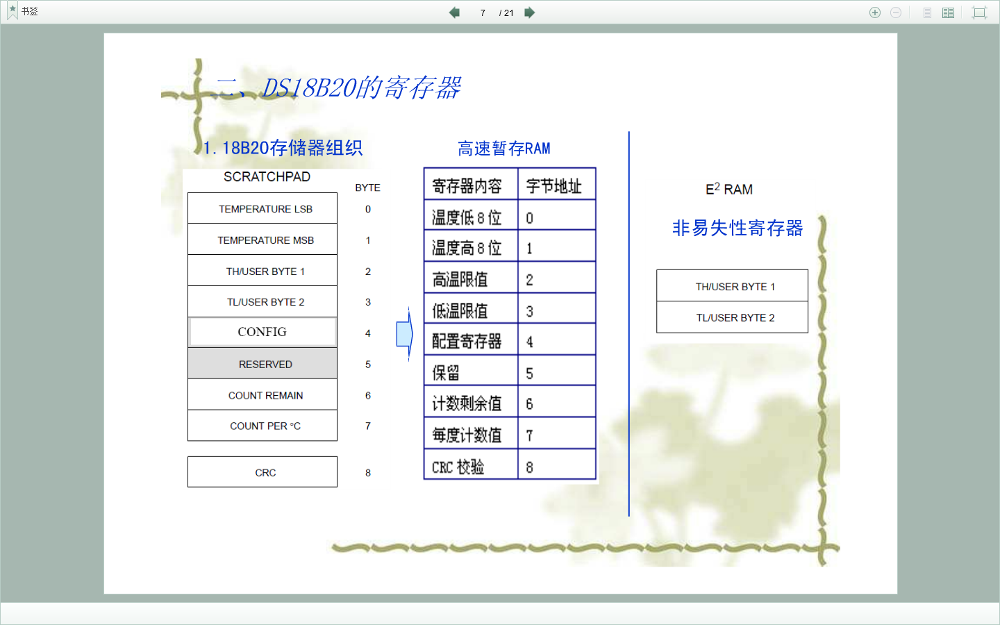 书签
7 / 21
二、DS18B20的寄存器
1.18B20存储器组织
SCRATCHPAD
BYTE
TEMPERATURE LSB 0
TEMPERATURE MSB 1
TH/USER BYTE 1 2
TL/USER BYTE 2 3
CONFIG 4
RESERVED 5
COUNT REMAIN 6
COUNT PER °C 7
CRC 8
高速暂存RAM
寄存器内容 字节地址
温度低8位 0
温度高8位 1
高温限值 2
低温限值 3
配置寄存器 4
保留 5
计数剩余值 6
每度计数值 7
CRC校验 8
E² RAM
非易失性寄存器
TH/USER BYTE 1
TL/USER BYTE 2